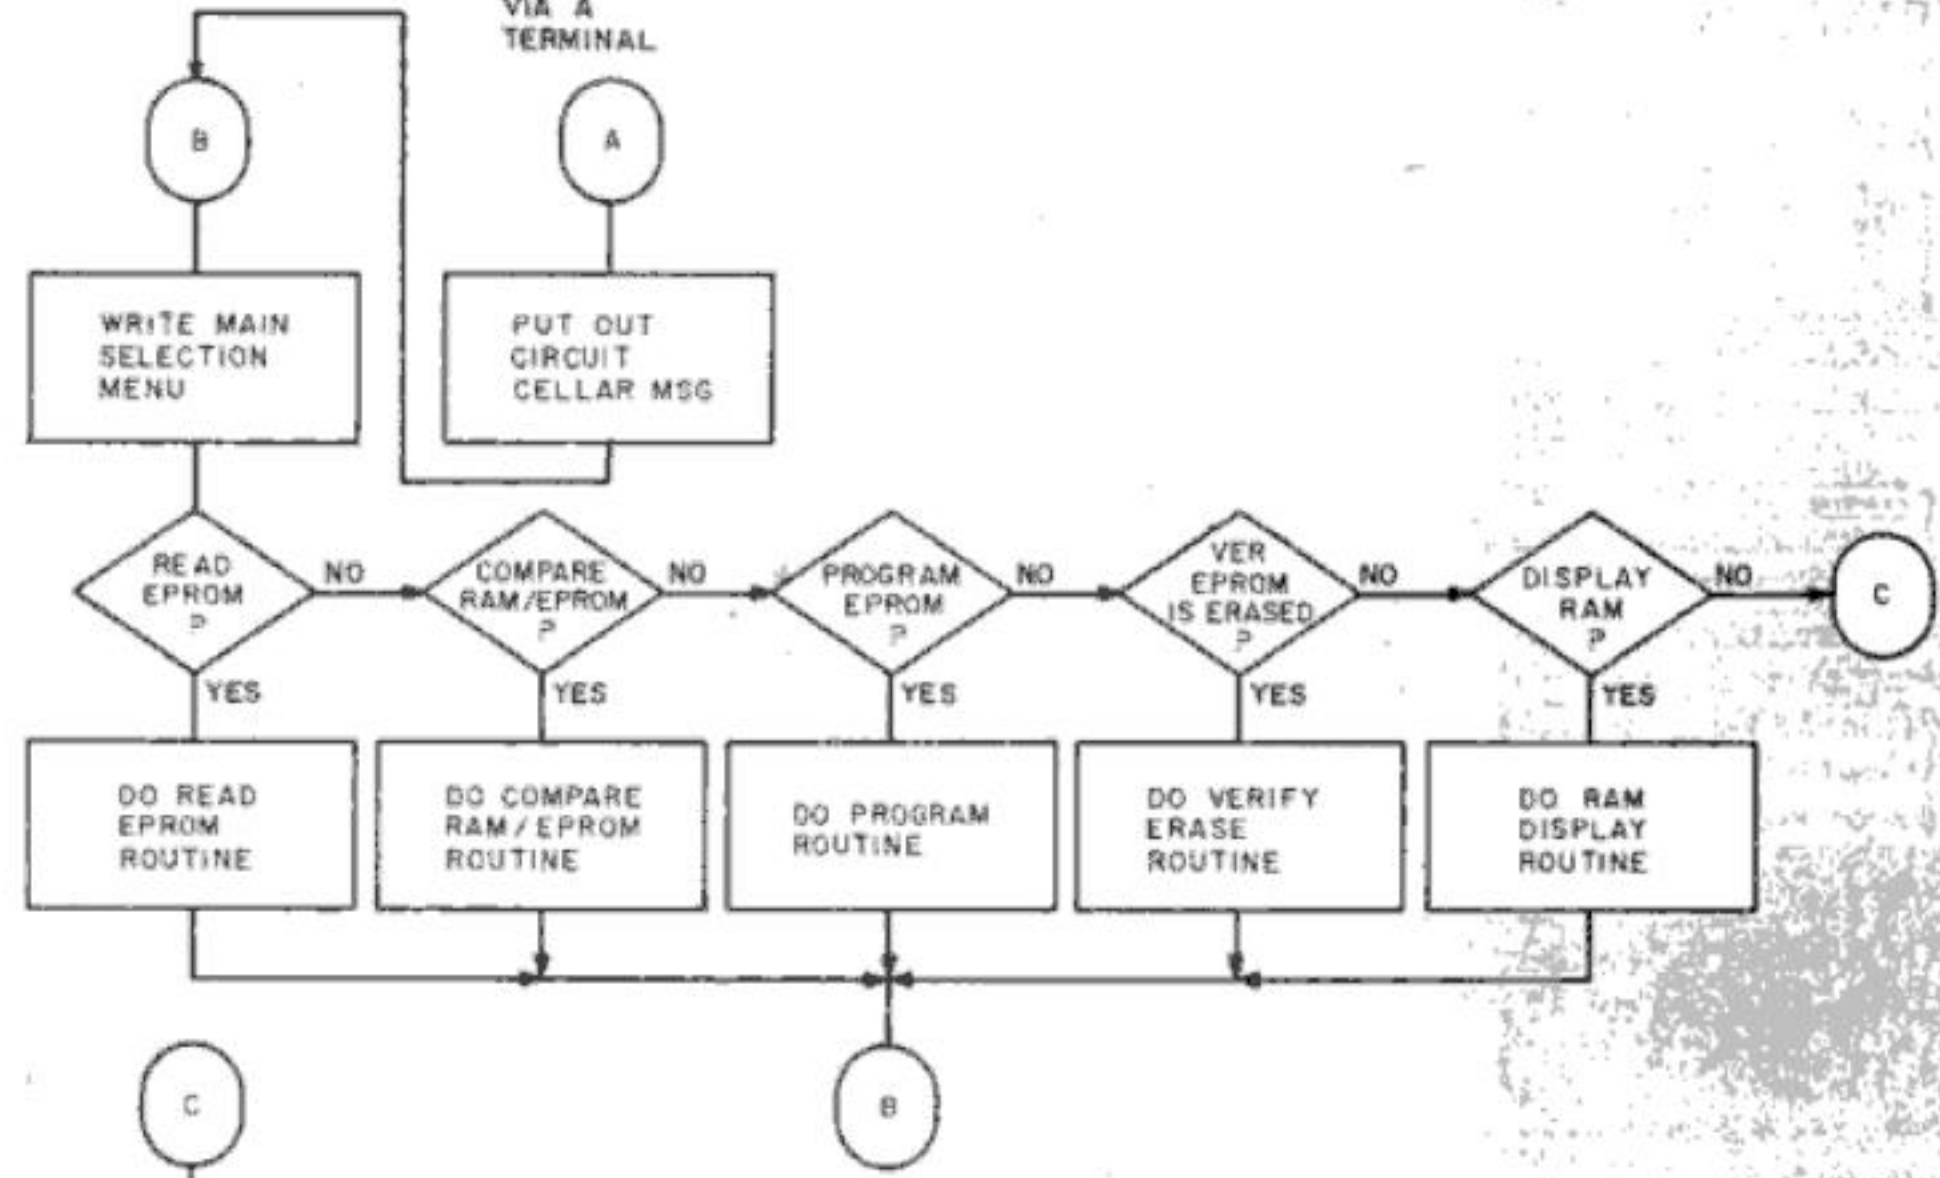 VIA A
TERMINAL
B
A
WRITE MAIN
SELECTION
MENU
PUT OUT
CIRCUIT
CELLAR MSG
READ
EPROM
?
NO
COMPARE
RAM/EPROM
?
NO
PROGRAM
EPROM
?
NO
VER
EPROM
IS ERASED
?
NO
DISPLAY
RAM
?
NO
C
YES
YES
YES
YES
YES
DO READ
EPROM
ROUTINE
DO COMPARE
RAM/EPROM
ROUTINE
DO PROGRAM
ROUTINE
DO VERIFY
ERASE
ROUTINE
DO RAM
DISPLAY
ROUTINE
C
B